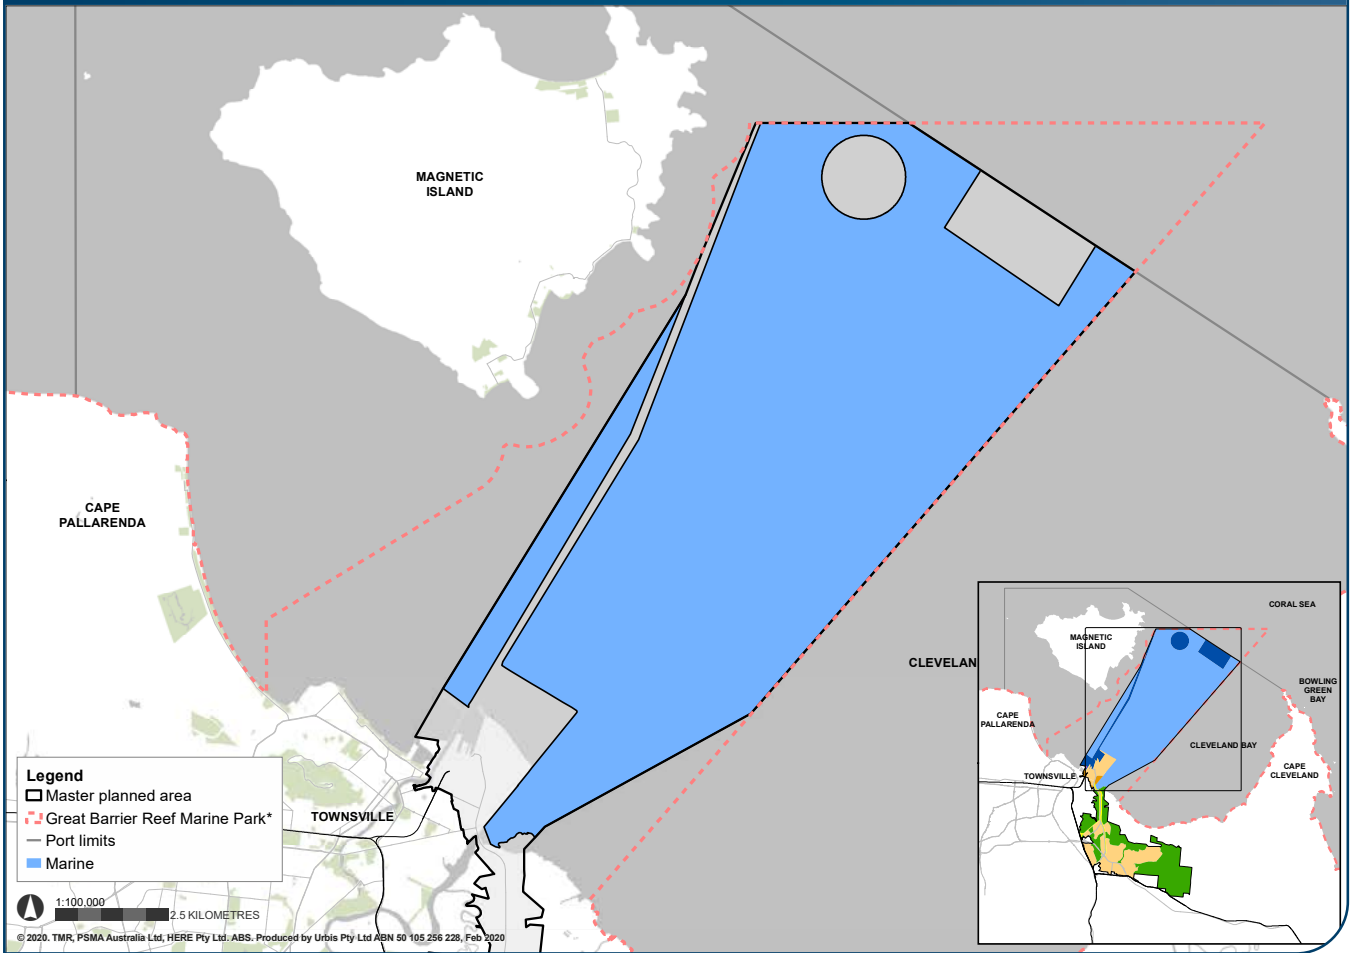 MAGNETIC
ISLAND
CAPE
PALLARENDA
CLEVELAN
TOWNSVILLE
Legend
Master planned area
Great Barrier Reef Marine Park*
Port limits
Marine
1:100,000
2.5 KILOMETRES
© 2020. TMR, PSMA Australia Ltd, HERE Pty Ltd. ABS. Produced by Urbis Pty Ltd ABN 50 105 256 228, Feb 2020
CORAL SEA
MAGNETIC
ISLAND
BOWLING
GREEN
BAY
CAPE
PALLARENDA
CLEVELAND BAY
CAPE
CLEVELAND
TOWNSVILLE